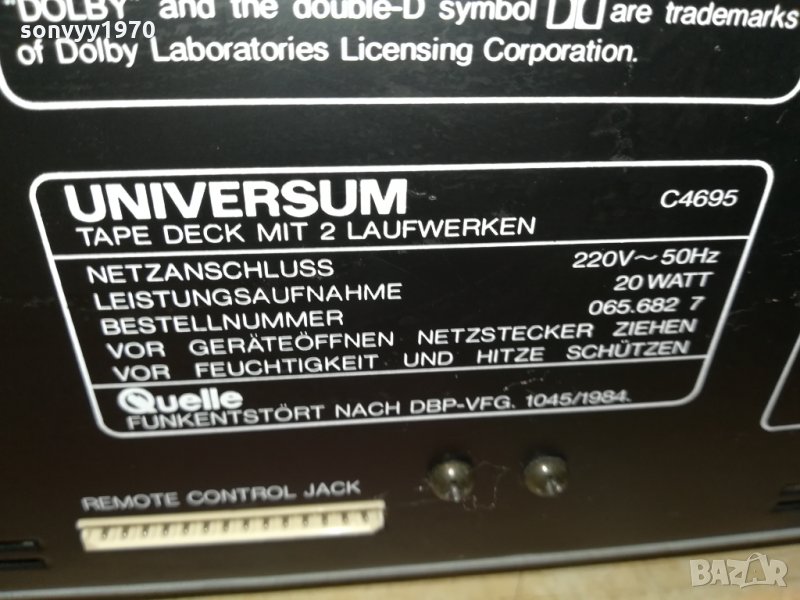 "DOLBY" and the double-D symbol are trademarks
of Dolby Laboratories Licensing Corporation.
sonvyy1970
UNIVERSUM C4695
TAPE DECK MIT 2 LAUFWERKEN
NETZANSCHLUSS 220V~50Hz
LEISTUNGSAUFNAHME 20 WATT
BESTELLNUMMER 065.682 7
VOR GERÄTEÖFFNEN NETZSTECKER ZIEHEN
VOR FEUCHTIGKEIT UND HITZE SCHÜTZEN
Quelle
FUNKENTSTÖRT NACH DBP-VFG. 1045/1984.
REMOTE CONTROL JACK
BAZAR